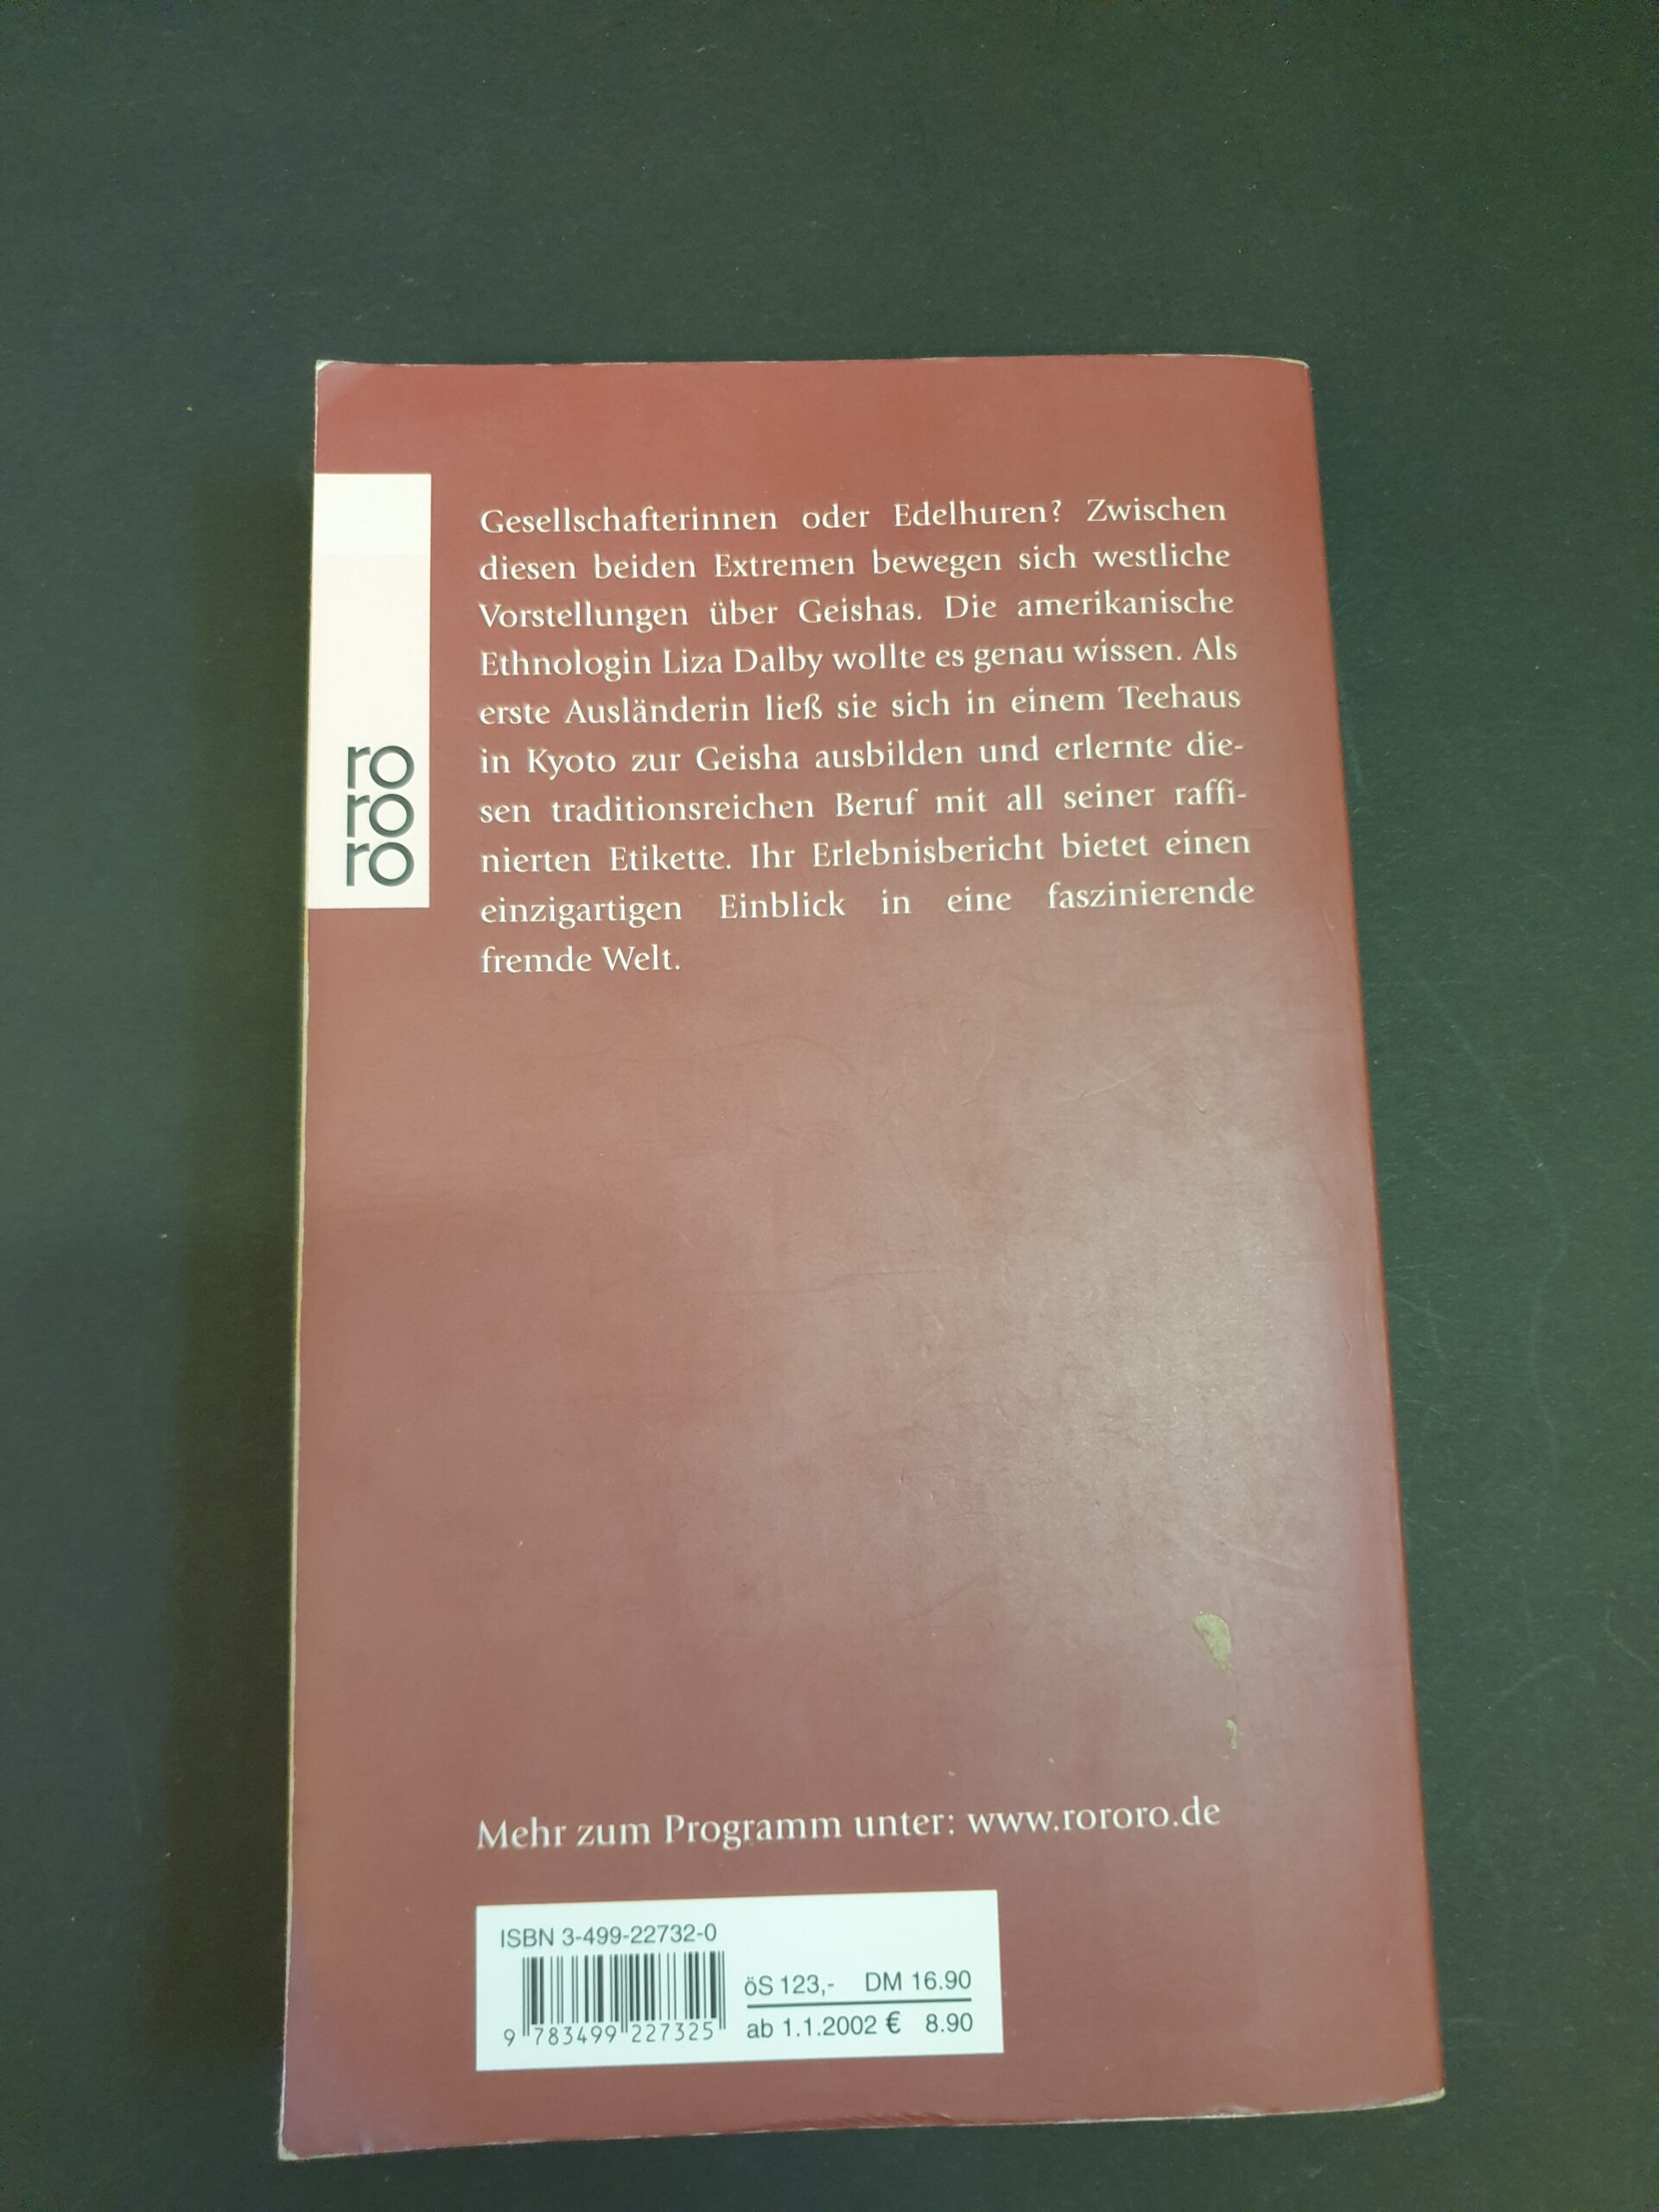 Gesellschafterinnen oder Edelhuren? Zwischen
diesen beiden Extremen bewegen sich westliche
Vorstellungen über Geishas. Die amerikanische
Ethnologin Liza Dalby wollte es genau wissen. Als
erste Ausländerin ließ sie sich in einem Teehaus
in Kyoto zur Geisha ausbilden und erlernte die-
sen traditionsreichen Beruf mit all seiner raffi-
nierten Etikette. Ihr Erlebnisbericht bietet einen
einzigartigen Einblick in eine faszinierende
fremde Welt.
ro
ro
ro
Mehr zum Programm unter: www.rororo.de
ISBN 3-499-22732-0
9 783499 227325
öS 123,- DM 16.90
ab 1.1.2002 € 8.90